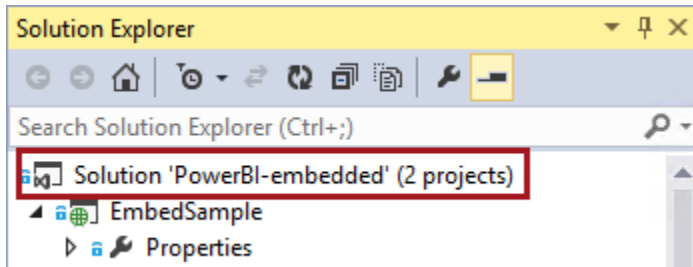 Solution Explorer
Search Solution Explorer (Ctrl+;)
Solution 'PowerBI-embedded' (2 projects)
EmbedSample
Properties